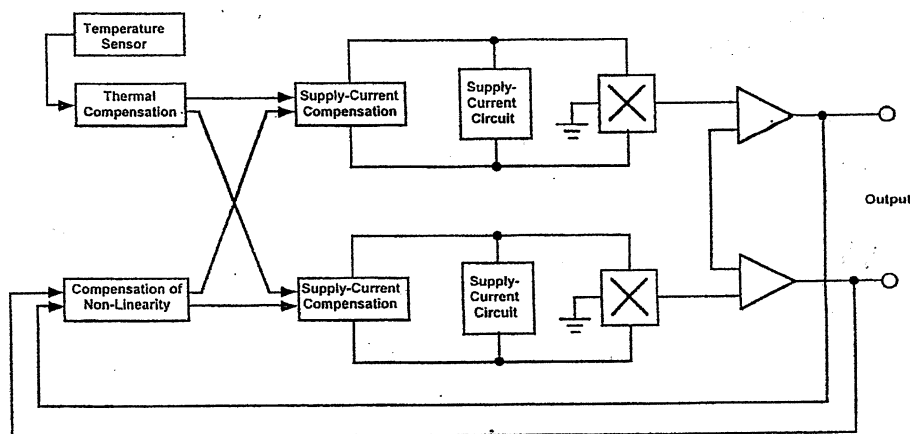 Temperature
Sensor
Thermal
Compensation
Supply-Current
Compensation
Supply-
Current
Circuit
Output
Compensation of
Non-Linearity
Supply-Current
Compensation
Supply-
Current
Circuit